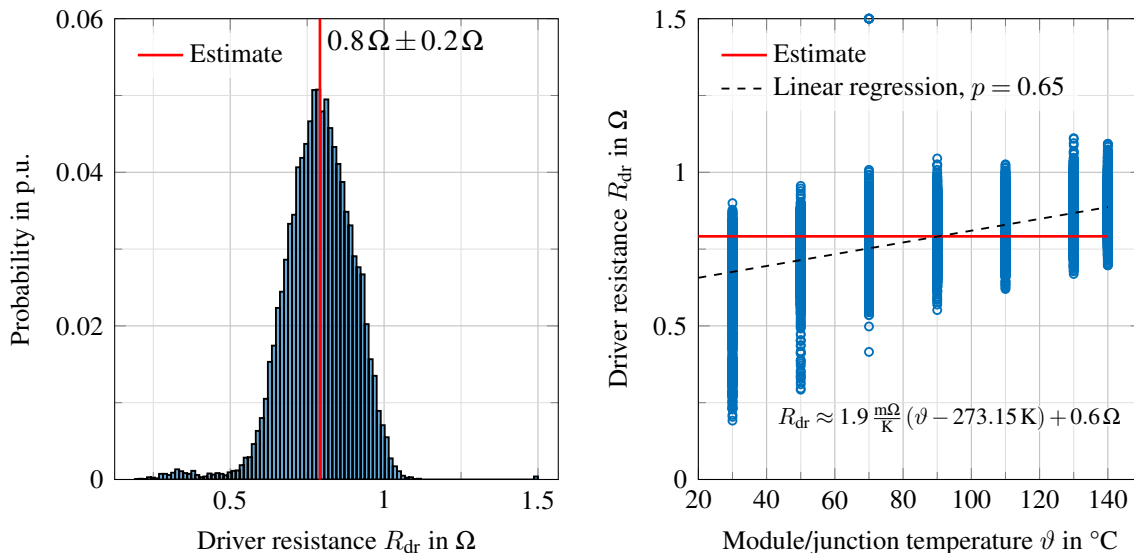 0.06
0.04
0.02
0
Probability in p.u.
Estimate
0.8 Ω ± 0.2 Ω
0.5
1
1.5
Driver resistance R_dr in Ω
1.5
1
0.5
0
Driver resistance R_dr in Ω
Estimate
Linear regression, p = 0.65
R_dr ≈ 1.9 mΩ/K (ϑ − 273.15 K) + 0.6 Ω
20 40 60 80 100 120 140
Module/junction temperature ϑ in °C